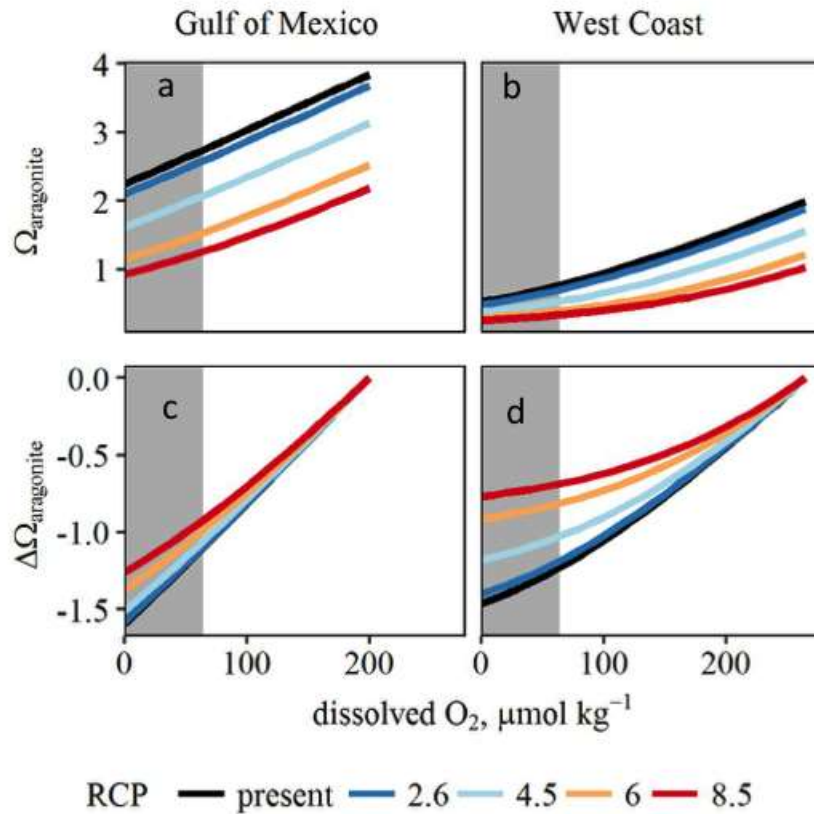 Gulf of Mexico West Coast
4
3
2
1
Ωaragonite
a
b
0.0
-0.5
-1.0
-1.5
ΔΩaragonite
c
d
0 100 200 0 100 200
dissolved O₂, μmol kg⁻¹
RCP present 2.6 4.5 6 8.5